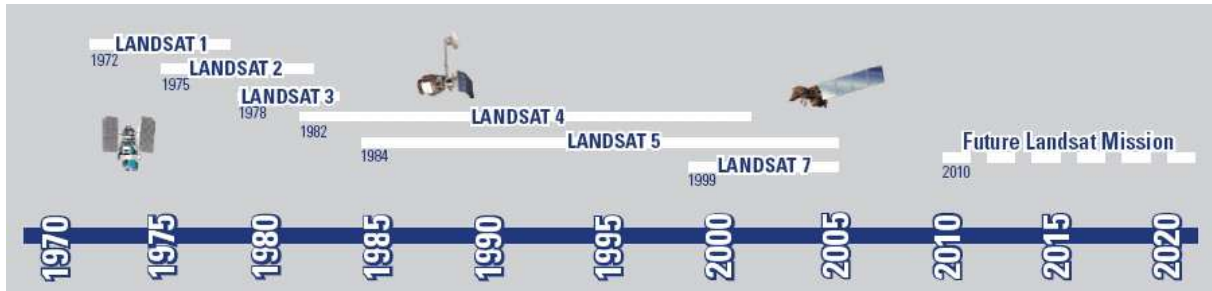 LANDSAT 1
1972
LANDSAT 2
1975
LANDSAT 3
1978
LANDSAT 4
1982
LANDSAT 5
1984
LANDSAT 7
1999
Future Landsat Mission
2010
1970 1975 1980 1985 1990 1995 2000 2005 2010 2015 2020